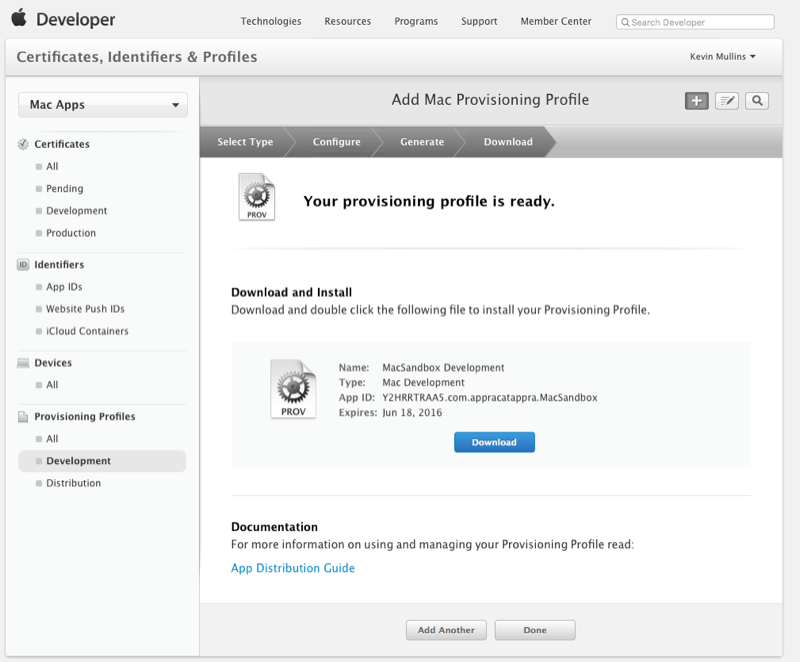 Developer
Technologies
Resources
Programs
Support
Member Center
Search Developer
Certificates, Identifiers & Profiles
Kevin Mullins
Mac Apps
Certificates
All
Pending
Development
Production
ID
Identifiers
App IDs
Website Push IDs
iCloud Containers
Devices
All
Provisioning Profiles
All
Development
Distribution
Add Mac Provisioning Profile
Select Type
Configure
Generate
Download
PROV
Your provisioning profile is ready.
Download and Install
Download and double click the following file to install your Provisioning Profile.
PROV
Name: MacSandbox Development
Type: Mac Development
App ID: Y2HRRTRAA5.com.appracatappra.MacSandbox
Expires: Jun 18, 2016
Download
Documentation
For more information on using and managing your Provisioning Profile read:
App Distribution Guide
Add Another
Done